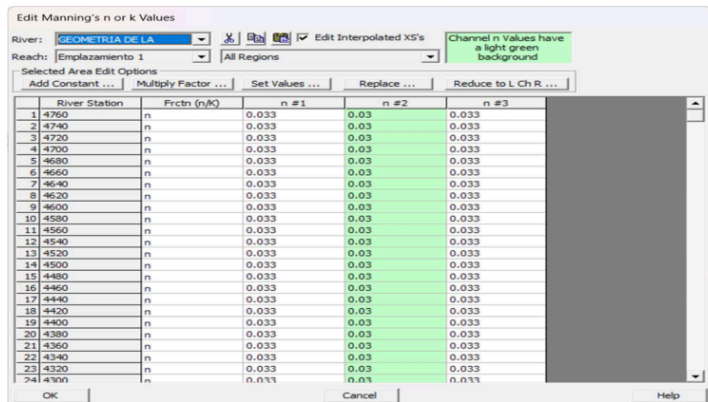 Edit Manning's n or k Values
River: GEOMETRIA DE LA Edit Interpolated XS's Channel n Values have
a light green
background
Reach: Emplazamiento 1 All Regions
Selected Area Edit Options
Add Constant ... Multiply Factor ... Set Values ... Replace ... Reduce to L Ch R ...
River Station Frctn (n/K) n #1 n #2 n #3
1 4760 n 0.033 0.03 0.033
2 4740 n 0.033 0.03 0.033
3 4720 n 0.033 0.03 0.033
4 4700 n 0.033 0.03 0.033
5 4680 n 0.033 0.03 0.033
6 4660 n 0.033 0.03 0.033
7 4640 n 0.033 0.03 0.033
8 4620 n 0.033 0.03 0.033
9 4600 n 0.033 0.03 0.033
10 4580 n 0.033 0.03 0.033
11 4560 n 0.033 0.03 0.033
12 4540 n 0.033 0.03 0.033
13 4520 n 0.033 0.03 0.033
14 4500 n 0.033 0.03 0.033
15 4480 n 0.033 0.03 0.033
16 4460 n 0.033 0.03 0.033
17 4440 n 0.033 0.03 0.033
18 4420 n 0.033 0.03 0.033
19 4400 n 0.033 0.03 0.033
20 4380 n 0.033 0.03 0.033
21 4360 n 0.033 0.03 0.033
22 4340 n 0.033 0.03 0.033
23 4320 n 0.033 0.03 0.033
24 4300 n 0.033 0.03 0.033
OK Cancel Help